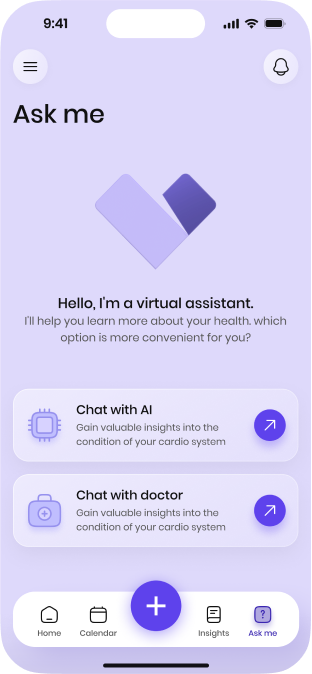 9:41
Ask me
Hello, I'm a virtual assistant.
I'll help you learn more about your health. which
option is more convenient for you?
Chat with AI
Gain valuable insights into the
condition of your cardio system
Chat with doctor
Gain valuable insights into the
condition of your cardio system
Home Calendar Insights Ask me